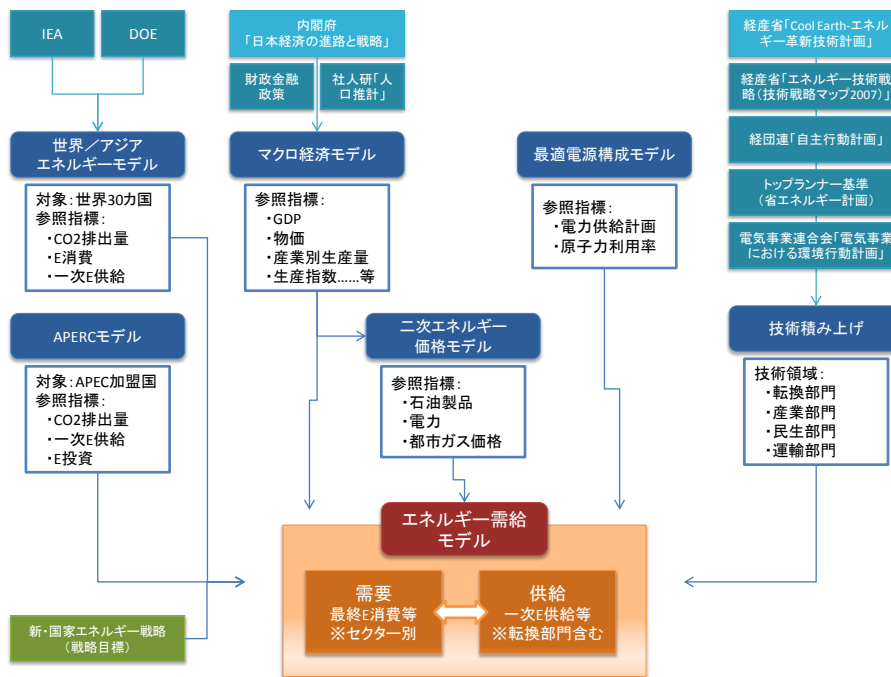 IEA
DOE
世界／アジア
エネルギーモデル
対象：世界30カ国
参照指標：
・CO2排出量
・E消費
・一次E供給
APERCモデル
対象：APEC加盟国
参照指標：
・CO2排出量
・一次E供給
・E投資
新・国家エネルギー戦略
（戦略目標）
内閣府
「日本経済の進路と戦略」
財政金融
政策
社人研「人
口推計」
マクロ経済モデル
参照指標：
・GDP
・物価
・産業別生産量
・生産指数……等
二次エネルギー
価格モデル
参照指標：
・石油製品
・電力
・都市ガス価格
最適電源構成モデル
参照指標：
・電力供給計画
・原子力利用率
経産省「Cool Earth-エネル
ギー革新技術計画」
経産省「エネルギー技術戦
略（技術戦略マップ2007）」
経団連「自主行動計画」
トップランナー基準
（省エネルギー計画）
電気事業連合会「電気事業
における環境行動計画」
技術積み上げ
技術領域：
・転換部門
・産業部門
・民生部門
・運輸部門
エネルギー需給
モデル
需要
最終E消費等
※セクター別
供給
一次E供給等
※転換部門含む